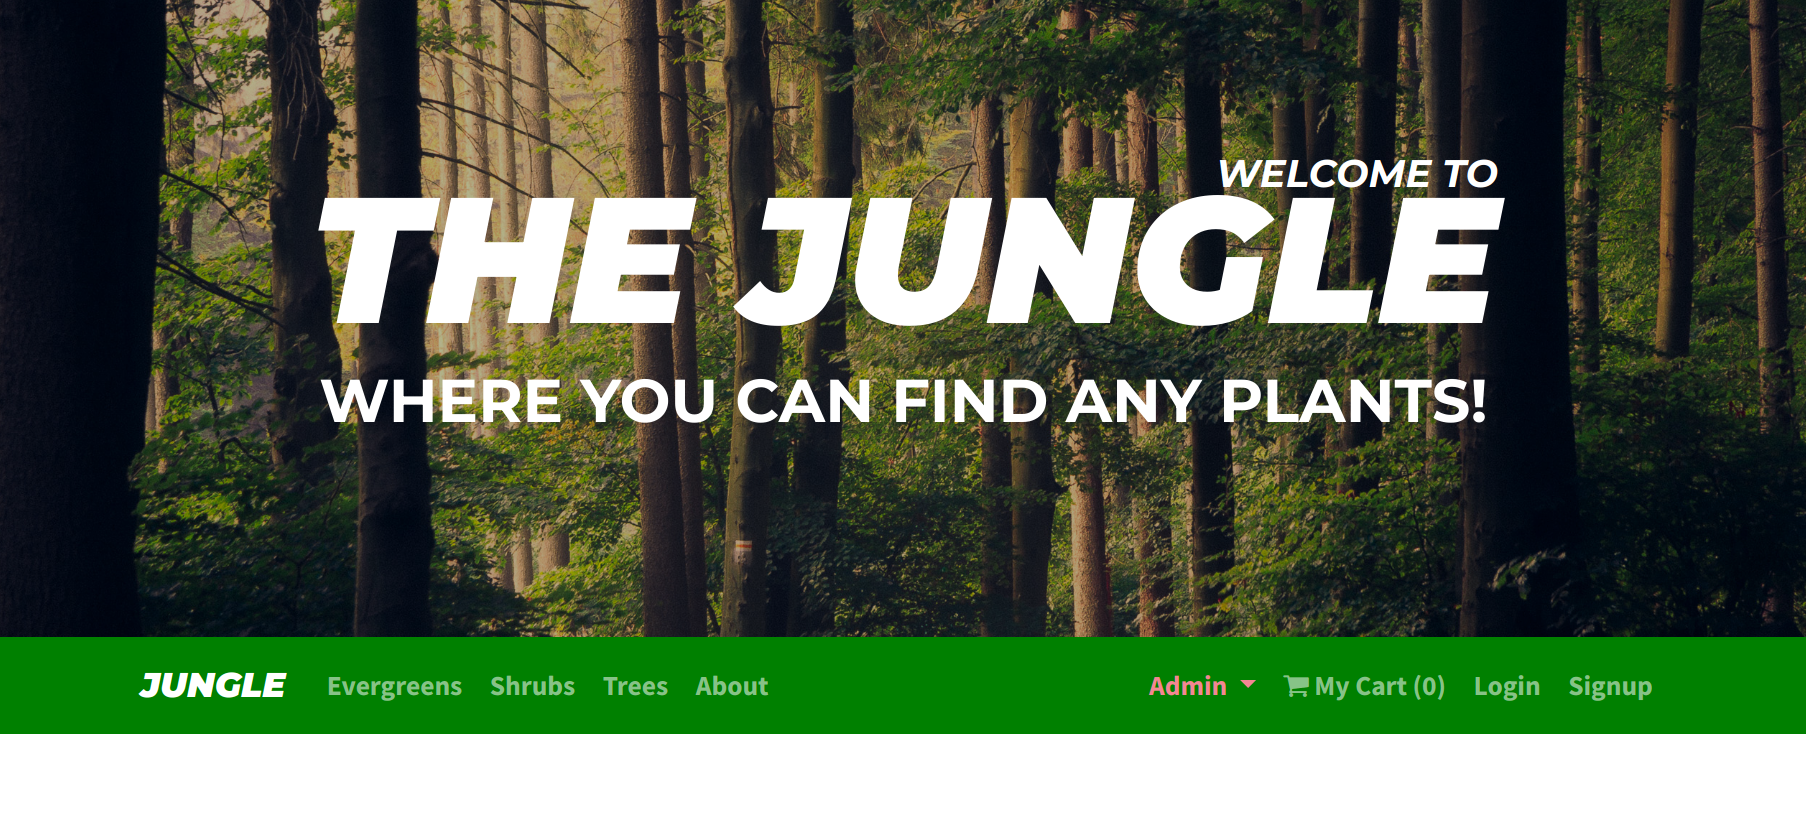 WELCOME TO
THE JUNGLE
WHERE YOU CAN FIND ANY PLANTS!
JUNGLE Evergreens Shrubs Trees About Admin My Cart (0) Login Signup